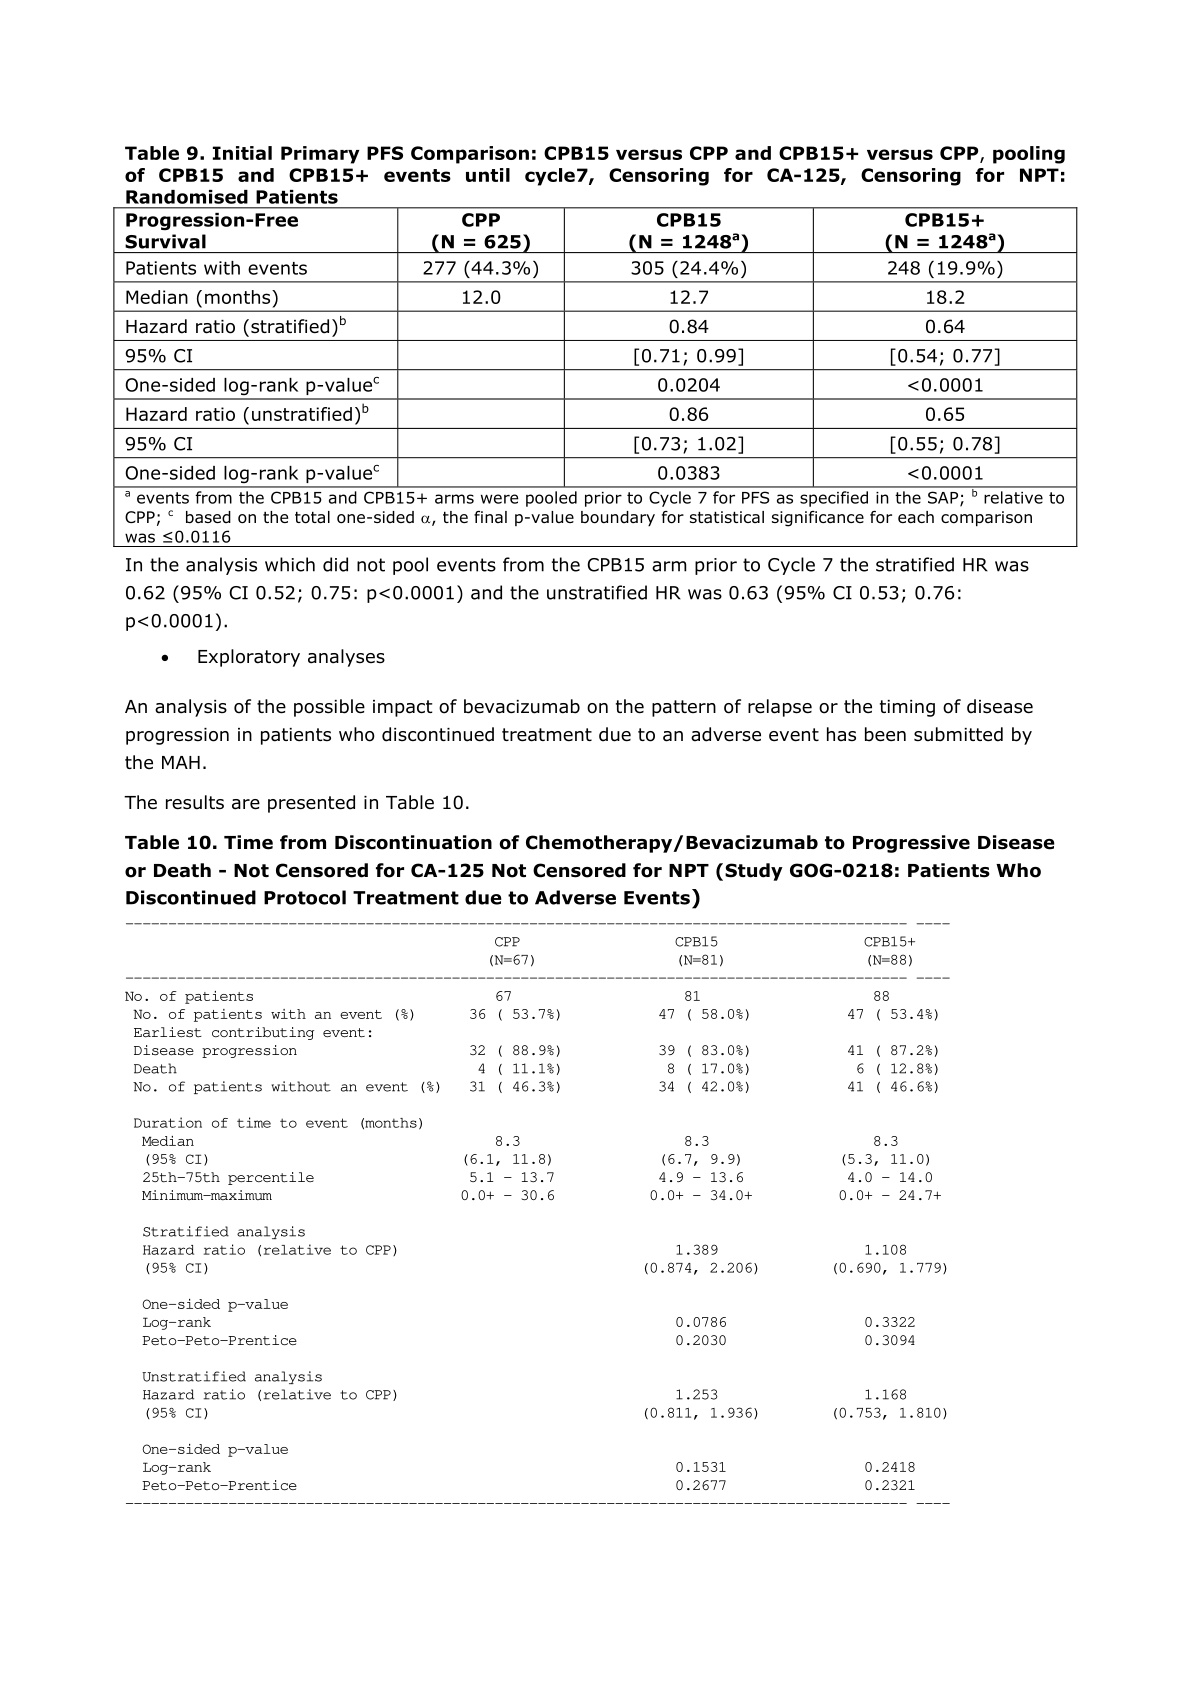 Table 9. Initial Primary PFS Comparison: CPB15 versus CPP and CPB15+ versus CPP, pooling
of CPB15 and CPB15+ events until cycle7, Censoring for CA-125, Censoring for NPT:
Randomised Patients
Progression-Free Survival CPP (N = 625) CPB15 (N = 1248a) CPB15+ (N = 1248a)
Patients with events 277 (44.3%) 305 (24.4%) 248 (19.9%)
Median (months) 12.0 12.7 18.2
Hazard ratio (stratified)b 0.84 0.64
95% CI [0.71; 0.99] [0.54; 0.77]
One-sided log-rank p-valuec 0.0204 <0.0001
Hazard ratio (unstratified)b 0.86 0.65
95% CI [0.73; 1.02] [0.55; 0.78]
One-sided log-rank p-valuec 0.0383 <0.0001
a events from the CPB15 and CPB15+ arms were pooled prior to Cycle 7 for PFS as specified in the SAP; b relative to
CPP; c based on the total one-sided α, the final p-value boundary for statistical significance for each comparison
was ≤0.0116
In the analysis which did not pool events from the CPB15 arm prior to Cycle 7 the stratified HR was
0.62 (95% CI 0.52; 0.75: p<0.0001) and the unstratified HR was 0.63 (95% CI 0.53; 0.76:
p<0.0001).
• Exploratory analyses
An analysis of the possible impact of bevacizumab on the pattern of relapse or the timing of disease
progression in patients who discontinued treatment due to an adverse event has been submitted by
the MAH.
The results are presented in Table 10.
Table 10. Time from Discontinuation of Chemotherapy/Bevacizumab to Progressive Disease
or Death - Not Censored for CA-125 Not Censored for NPT (Study GOG-0218: Patients Who
Discontinued Protocol Treatment due to Adverse Events)
CPP CPB15 CPB15+
(N=67) (N=81) (N=88)
No. of patients 67 81 88
No. of patients with an event (%) 36 ( 53.7%) 47 ( 58.0%) 47 ( 53.4%)
Earliest contributing event:
Disease progression 32 ( 88.9%) 39 ( 83.0%) 41 ( 87.2%)
Death 4 ( 11.1%) 8 ( 17.0%) 6 ( 12.8%)
No. of patients without an event (%) 31 ( 46.3%) 34 ( 42.0%) 41 ( 46.6%)
Duration of time to event (months)
Median 8.3 8.3 8.3
(95% CI) (6.1, 11.8) (6.7, 9.9) (5.3, 11.0)
25th-75th percentile 5.1 - 13.7 4.9 - 13.6 4.0 - 14.0
Minimum-maximum 0.0+ - 30.6 0.0+ - 34.0+ 0.0+ - 24.7+
Stratified analysis
Hazard ratio (relative to CPP) 1.389 1.108
(95% CI) (0.874, 2.206) (0.690, 1.779)
One-sided p-value
Log-rank 0.0786 0.3322
Peto-Peto-Prentice 0.2030 0.3094
Unstratified analysis
Hazard ratio (relative to CPP) 1.253 1.168
(95% CI) (0.811, 1.936) (0.753, 1.810)
One-sided p-value
Log-rank 0.1531 0.2418
Peto-Peto-Prentice 0.2677 0.2321